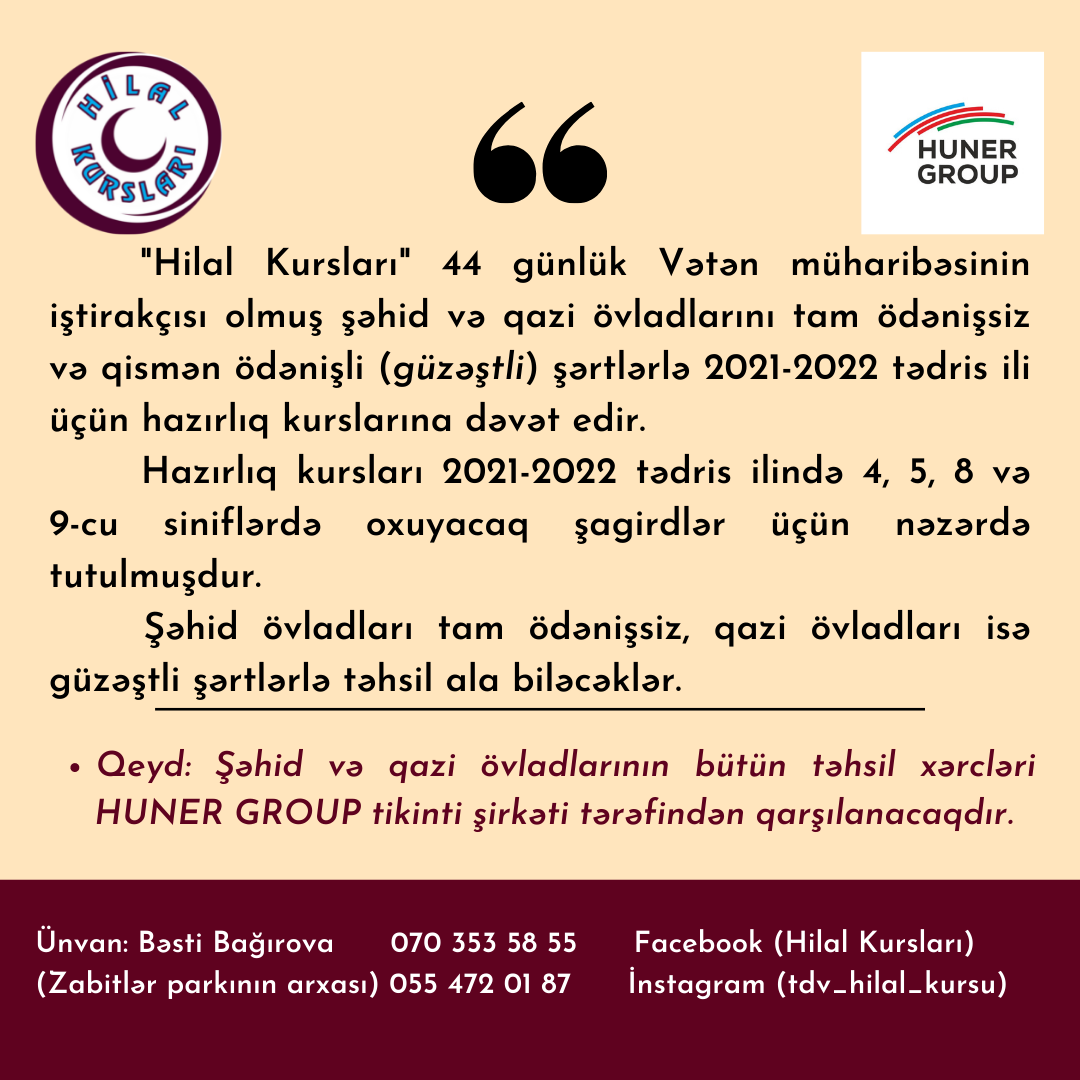 HİLAL
KURSLARI
HUNER
GROUP
"Hilal Kursları" 44 günlük Vətən müharibəsinin
iştirakçısı olmuş şəhid və qazi övladlarını tam ödənişsiz
və qismən ödənişli (güzəştli) şərtlərlə 2021-2022 tədris ili
üçün hazırlıq kurslarına dəvət edir.
Hazırlıq kursları 2021-2022 tədris ilində 4, 5, 8 və
9-cu siniflərdə oxuyacaq şagirdlər üçün nəzərdə
tutulmuşdur.
Şəhid övladları tam ödənişsiz, qazi övladları isə
güzəştli şərtlərlə təhsil ala biləcəklər.
• Qeyd: Şəhid və qazi övladlarının bütün təhsil xərcləri
HUNER GROUP tikinti şirkəti tərəfindən qarşılanacaqdır.
Ünvan: Bəsti Bağırova 070 353 58 55 Facebook (Hilal Kursları)
(Zabitlər parkının arxası) 055 472 01 87 İnstagram (tdv_hilal_kursu)